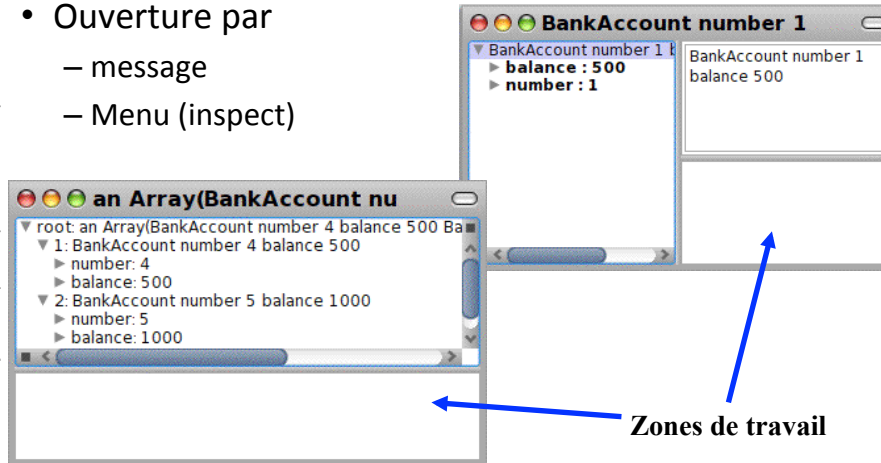 • Ouverture par
– message
– Menu (inspect)
BankAccount number 1
BankAccount number 1 b
balance : 500
number : 1
BankAccount number 1
balance 500
an Array(BankAccount nu
root: an Array(BankAccount number 4 balance 500 Ba
1: BankAccount number 4 balance 500
number: 4
balance: 500
2: BankAccount number 5 balance 1000
number: 5
balance: 1000
Zones de travail